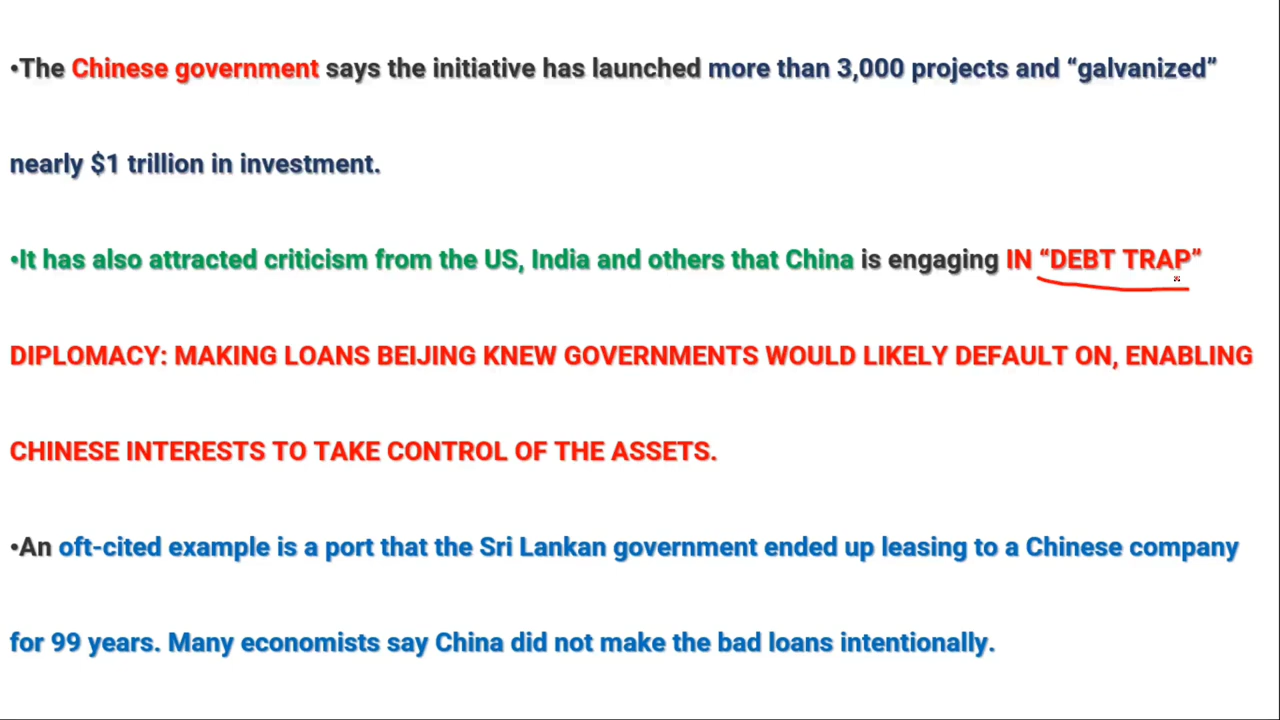 •The Chinese government says the initiative has launched more than 3,000 projects and “galvanized”
nearly $1 trillion in investment.
•It has also attracted criticism from the US, India and others that China is engaging IN “DEBT TRAP”
DIPLOMACY: MAKING LOANS BEIJING KNEW GOVERNMENTS WOULD LIKELY DEFAULT ON, ENABLING
CHINESE INTERESTS TO TAKE CONTROL OF THE ASSETS.
•An oft-cited example is a port that the Sri Lankan government ended up leasing to a Chinese company
for 99 years. Many economists say China did not make the bad loans intentionally.